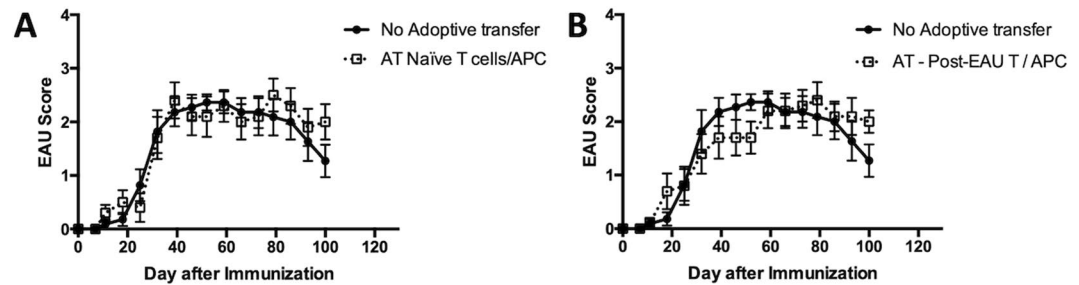 A
No Adoptive transfer
AT Naïve T cells/APC
EAU Score
4
3
2
1
0
0 20 40 60 80 100 120
Day after Immunization
B
No Adoptive transfer
AT - Post-EAU T / APC
EAU Score
4
3
2
1
0
0 20 40 60 80 100 120
Day after Immunization